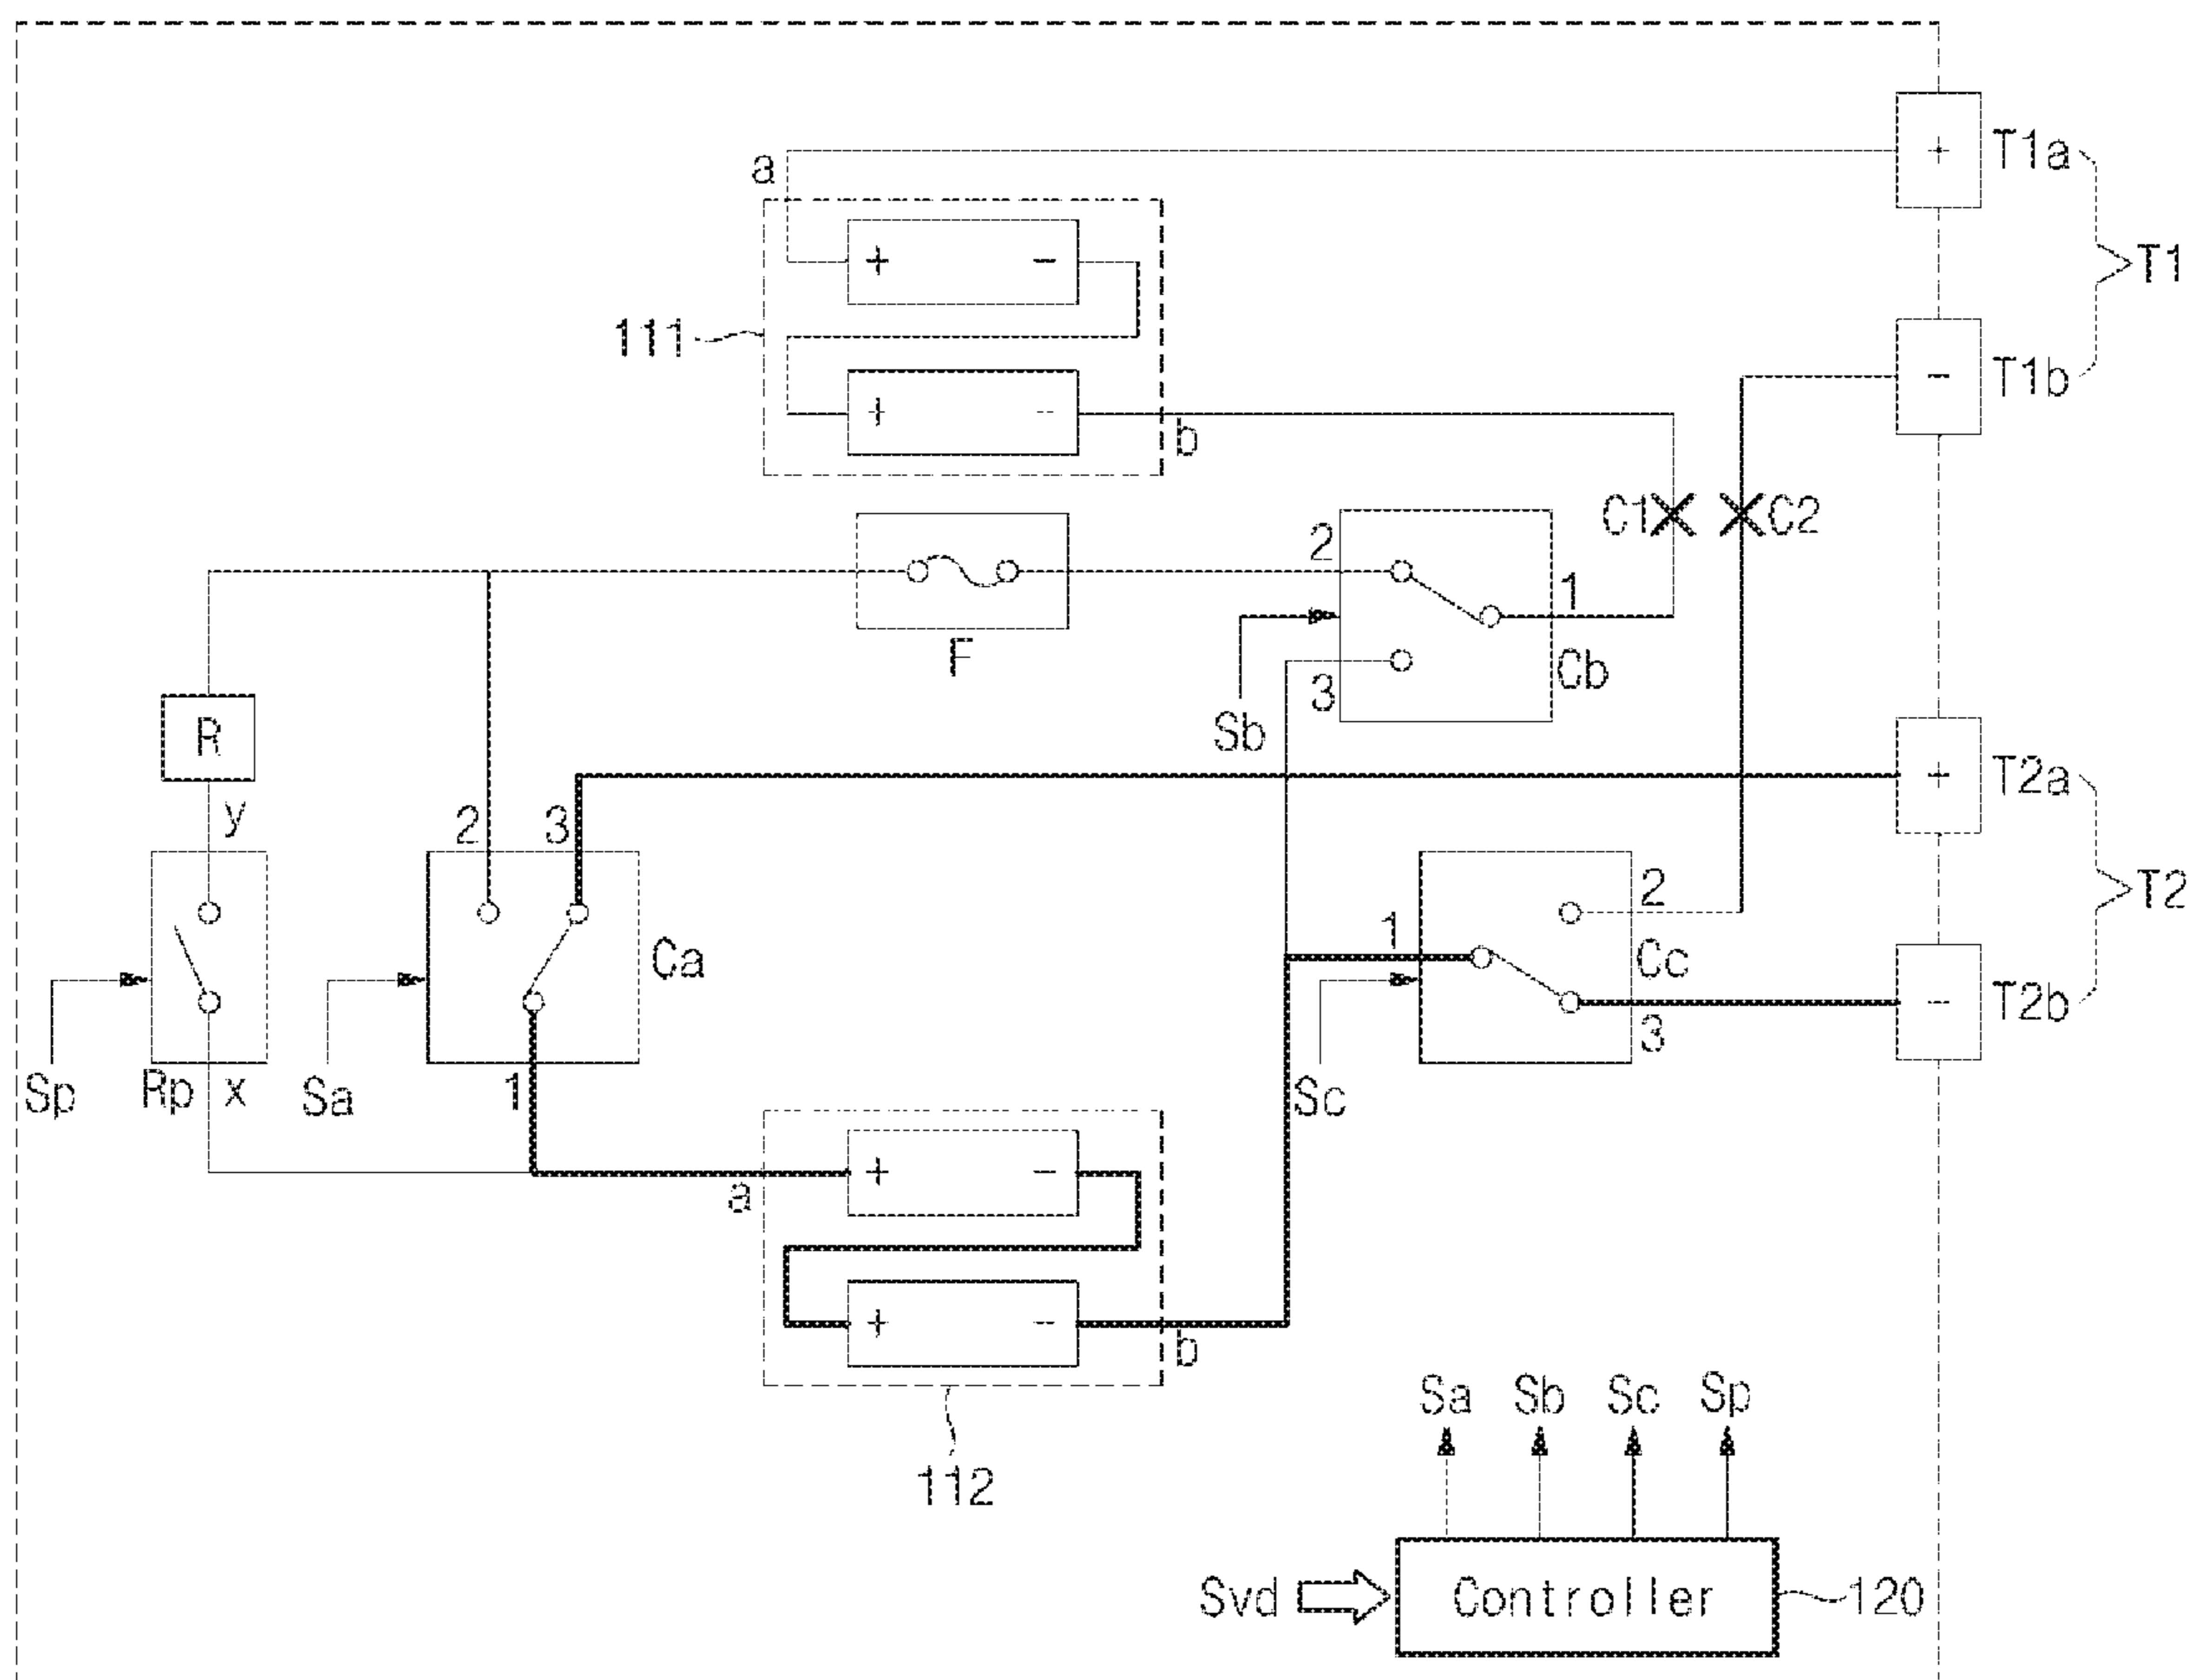 + T1a
a
+ −
T1
111
− T1b
+ −
b
C1 C2
2
1
F
Cb
3
Sb
R
+ T2a
y
2 3
2
T2
1
Ca
Cc
− T2b
3
Sp Rp x Sa 1
Sc
+ −
a
+ −
b
Sa Sb Sc Sp
112
Svd Controller 120